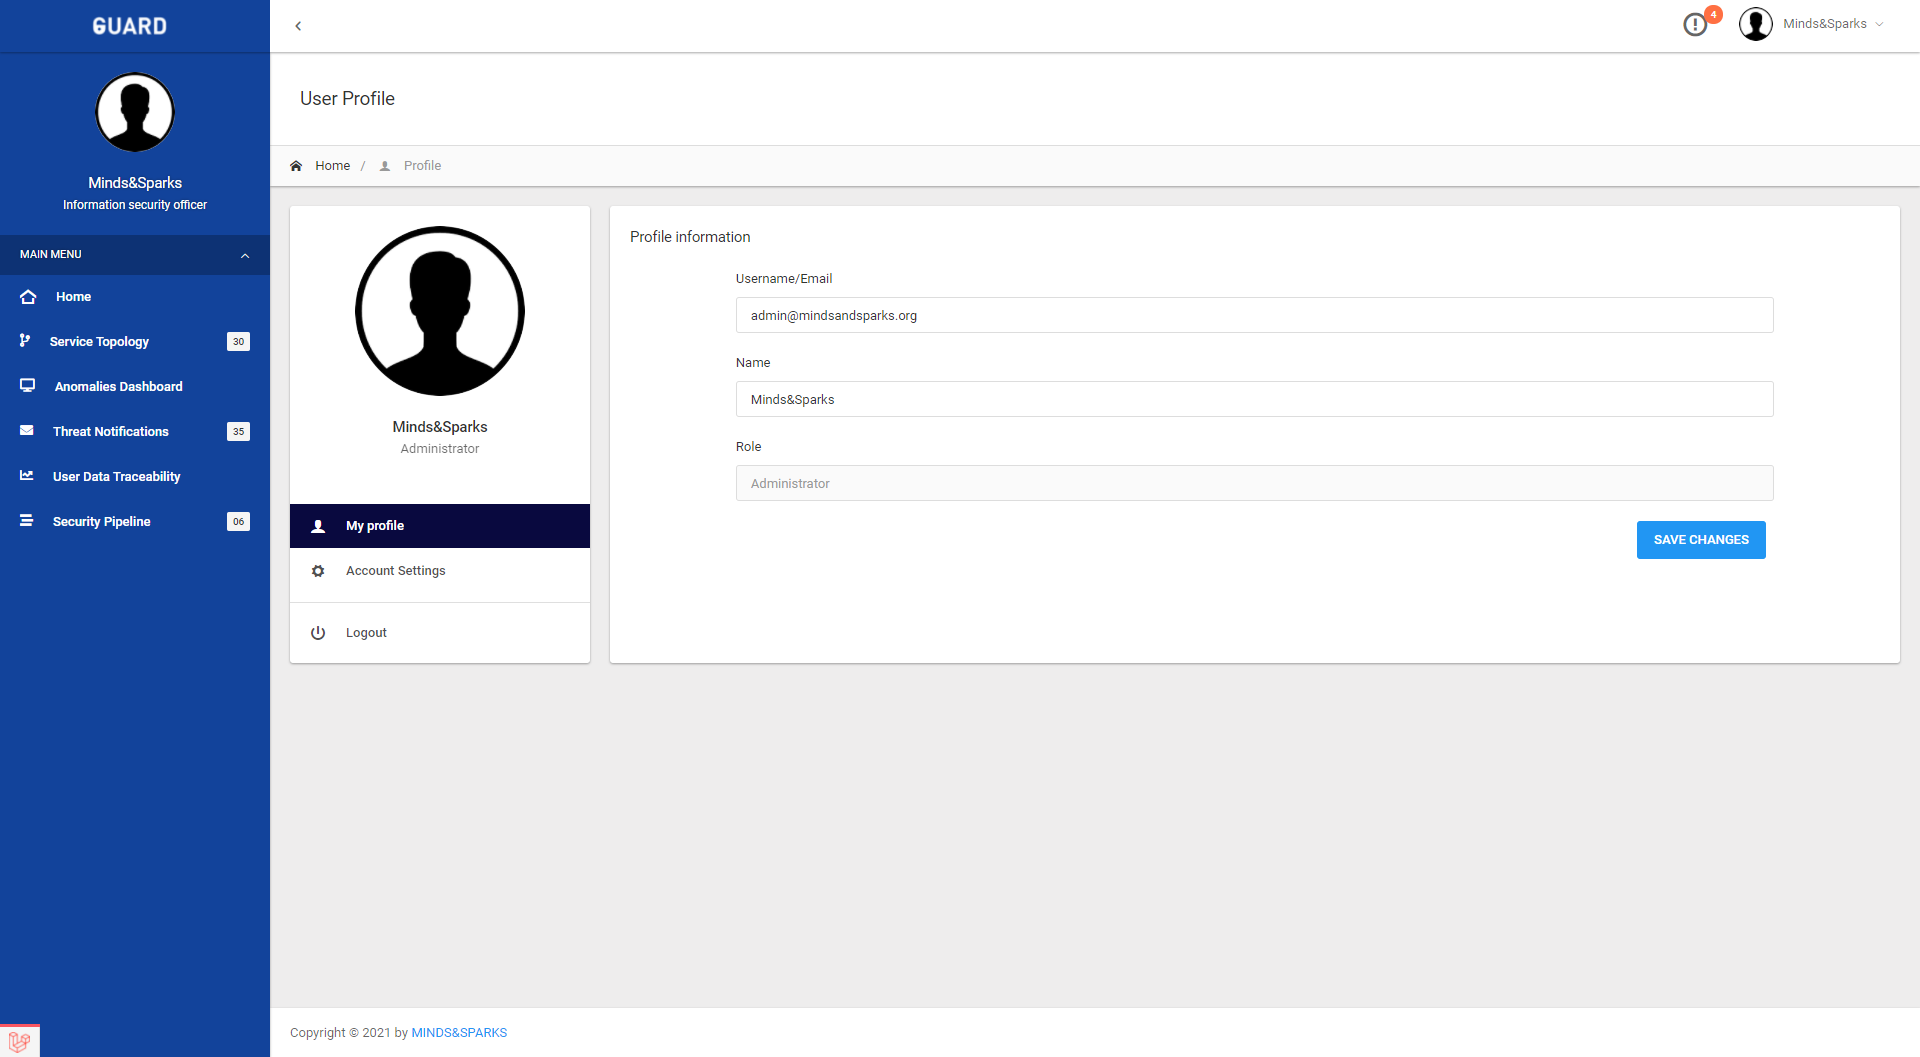 GUARD
4
Minds&Sparks
User Profile
Home / Profile
Minds&Sparks
Information security officer
MAIN MENU
Home
Service Topology 30
Anomalies Dashboard
Threat Notifications 35
User Data Traceability
Security Pipeline 06
Minds&Sparks
Administrator
My profile
Account Settings
Logout
Profile information
Username/Email
admin@mindsandsparks.org
Name
Minds&Sparks
Role
Administrator
SAVE CHANGES
Copyright © 2021 by MINDS&SPARKS